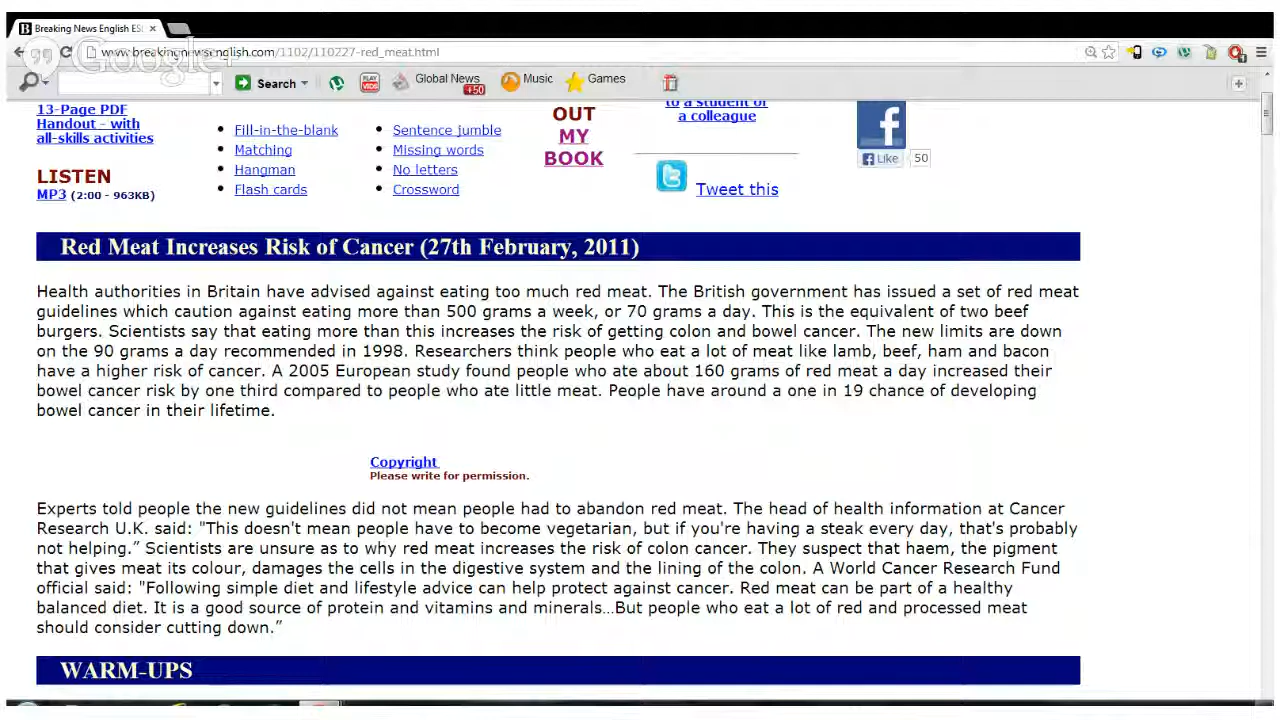 Breaking News English ESL
www.breakingnewsenglish.com/1102/110227-red_meat.html
Google+
Search
PLAY VIDS
Global News
+50
Music
Games
13-Page PDF
Handout - with
all-skills activities
LISTEN
MP3 (2:00 - 963KB)
Fill-in-the-blank
Matching
Hangman
Flash cards
Sentence jumble
Missing words
No letters
Crossword
OUT
MY
BOOK
to a student or
a colleague
Tweet this
Like 50
Red Meat Increases Risk of Cancer (27th February, 2011)
Health authorities in Britain have advised against eating too much red meat. The British government has issued a set of red meat
guidelines which caution against eating more than 500 grams a week, or 70 grams a day. This is the equivalent of two beef
burgers. Scientists say that eating more than this increases the risk of getting colon and bowel cancer. The new limits are down
on the 90 grams a day recommended in 1998. Researchers think people who eat a lot of meat like lamb, beef, ham and bacon
have a higher risk of cancer. A 2005 European study found people who ate about 160 grams of red meat a day increased their
bowel cancer risk by one third compared to people who ate little meat. People have around a one in 19 chance of developing
bowel cancer in their lifetime.
Copyright
Please write for permission.
Experts told people the new guidelines did not mean people had to abandon red meat. The head of health information at Cancer
Research U.K. said: "This doesn't mean people have to become vegetarian, but if you're having a steak every day, that's probably
not helping.” Scientists are unsure as to why red meat increases the risk of colon cancer. They suspect that haem, the pigment
that gives meat its colour, damages the cells in the digestive system and the lining of the colon. A World Cancer Research Fund
official said: "Following simple diet and lifestyle advice can help protect against cancer. Red meat can be part of a healthy
balanced diet. It is a good source of protein and vitamins and minerals…But people who eat a lot of red and processed meat
should consider cutting down.”
WARM-UPS